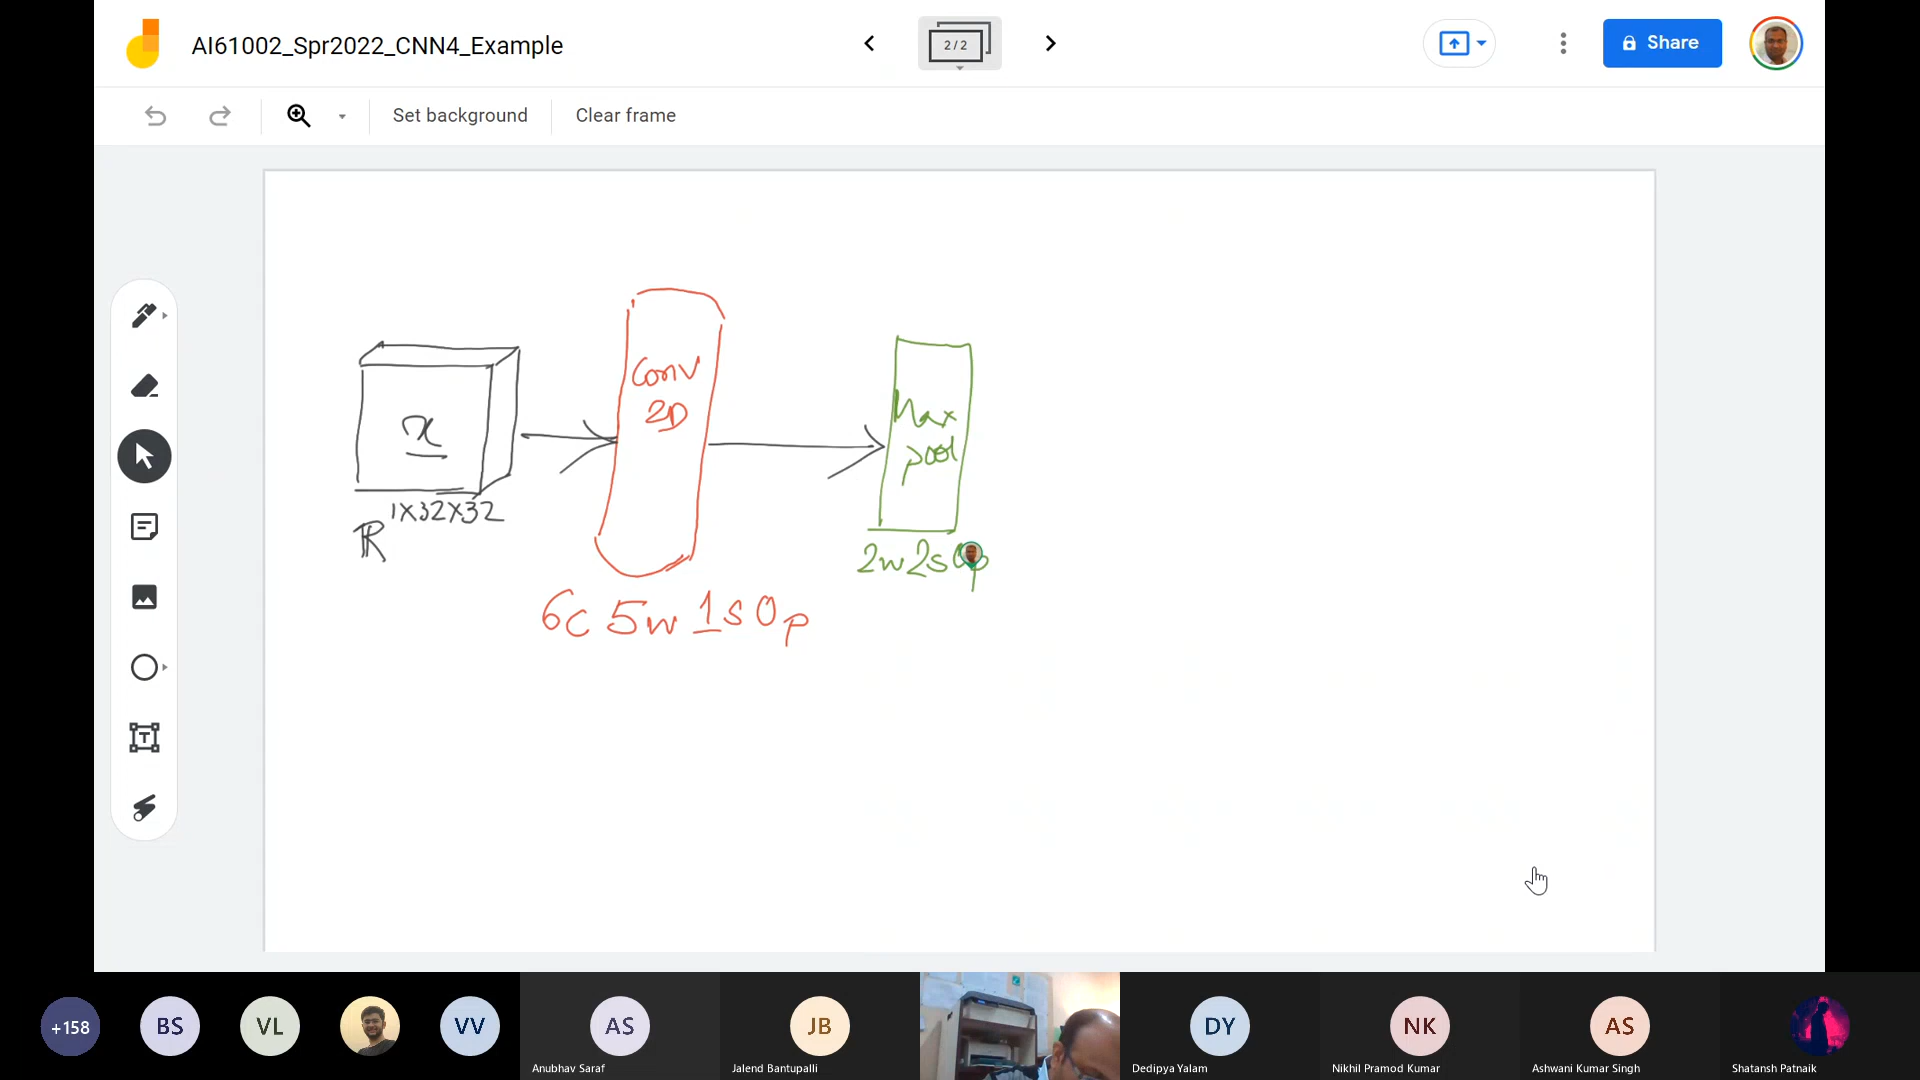 AI61002_Spr2022_CNN4_Example
2/2
Share
Set background
Clear frame
Conv
2D
x
Max
pool
ℝ 1x32x32
2w2s0p
6c 5w 1s 0p
T
+158
BS
VL
VV
AS
Anubhav Saraf
JB
Jalend Bantupalli
DY
Dedipya Yalam
NK
Nikhil Pramod Kumar
AS
Ashwani Kumar Singh
Shatansh Patnaik